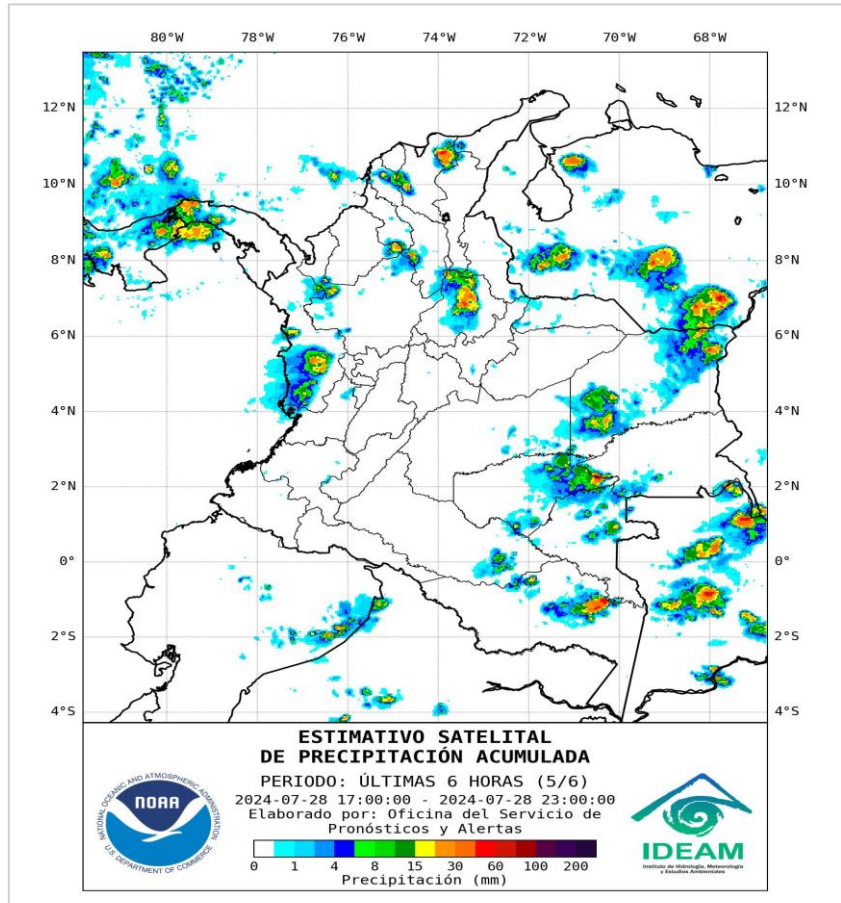 80°W 78°W 76°W 74°W 72°W 70°W 68°W
12°N 12°N
10°N 10°N
8°N 8°N
6°N 6°N
4°N 4°N
2°N 2°N
0° 0°
2°S 2°S
4°S 4°S
ESTIMATIVO SATELITAL
DE PRECIPITACIÓN ACUMULADA
PERIODO: ÚLTIMAS 6 HORAS (5/6)
2024-07-28 17:00:00 - 2024-07-28 23:00:00
Elaborado por: Oficina del Servicio de
Pronósticos y Alertas
0 1 4 8 15 30 60 100 200
Precipitación (mm)
NATIONAL OCEANIC AND ATMOSPHERIC ADMINISTRATION
NOAA
U.S. DEPARTMENT OF COMMERCE
IDEAM
Instituto de Hidrología, Meteorología
y Estudios Ambientales